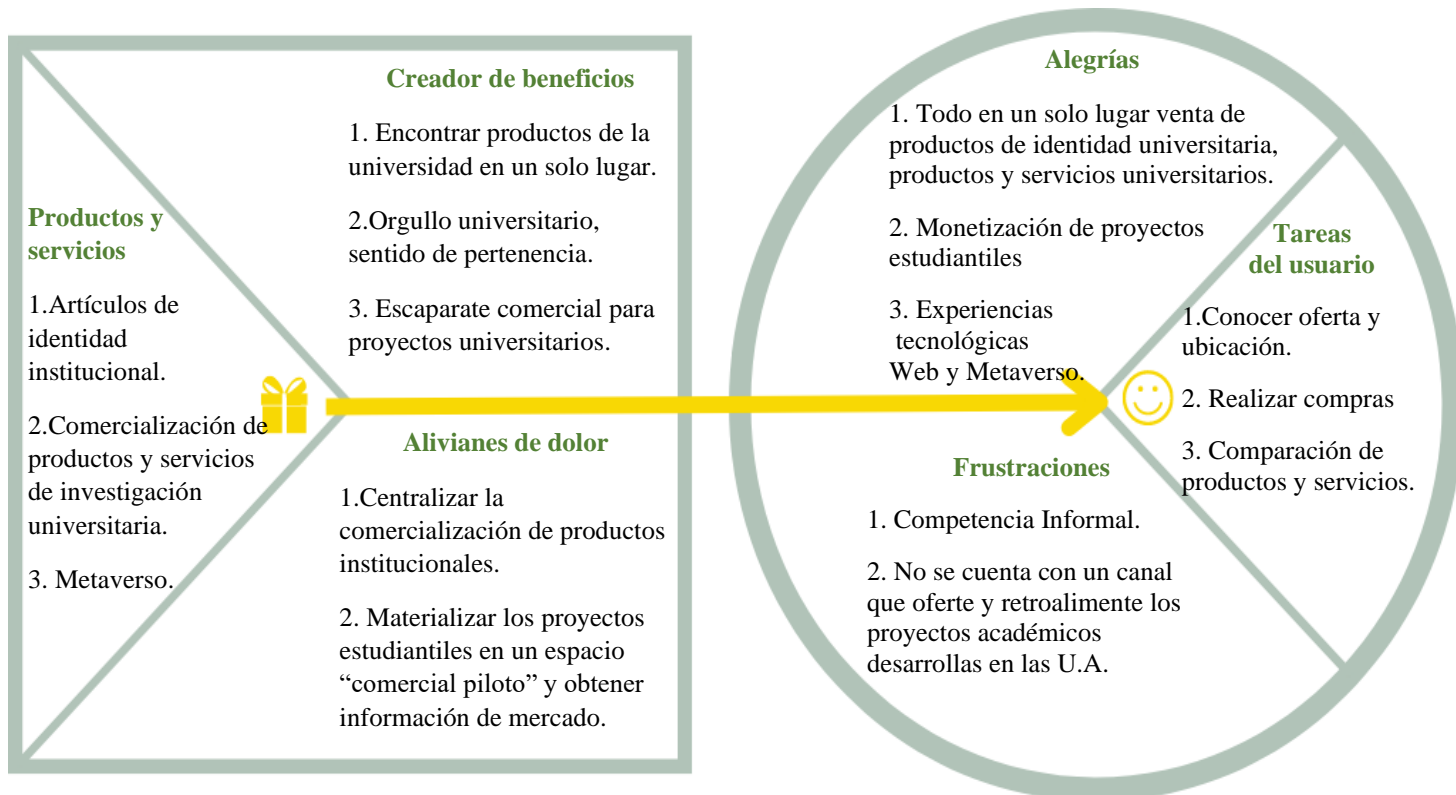 Productos y
servicios
1.Artículos de
identidad
institucional.
2.Comercialización de
productos y servicios
de investigación
universitaria.
3. Metaverso.
Creador de beneficios
1. Encontrar productos de la
universidad en un solo lugar.
2.Orgullo universitario,
sentido de pertenencia.
3. Escaparate comercial para
proyectos universitarios.
Alivianes de dolor
1.Centralizar la
comercialización de productos
institucionales.
2. Materializar los proyectos
estudiantiles en un espacio
“comercial piloto” y obtener
información de mercado.
Alegrías
1. Todo en un solo lugar venta de
productos de identidad universitaria,
productos y servicios universitarios.
2. Monetización de proyectos
estudiantiles
3. Experiencias
tecnológicas
Web y Metaverso.
Frustraciones
1. Competencia Informal.
2. No se cuenta con un canal
que oferte y retroalimente los
proyectos académicos
desarrollas en las U.A.
Tareas
del usuario
1.Conocer oferta y
ubicación.
2. Realizar compras
3. Comparación de
productos y servicios.